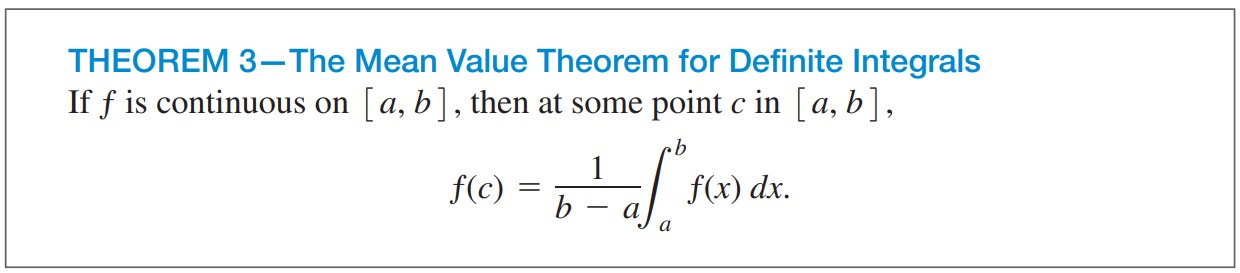 THEOREM 3—The Mean Value Theorem for Definite Integrals
If f is continuous on [a, b], then at some point c in [a, b],
f(c) = \frac{1}{b - a} \int_a^b f(x) dx.